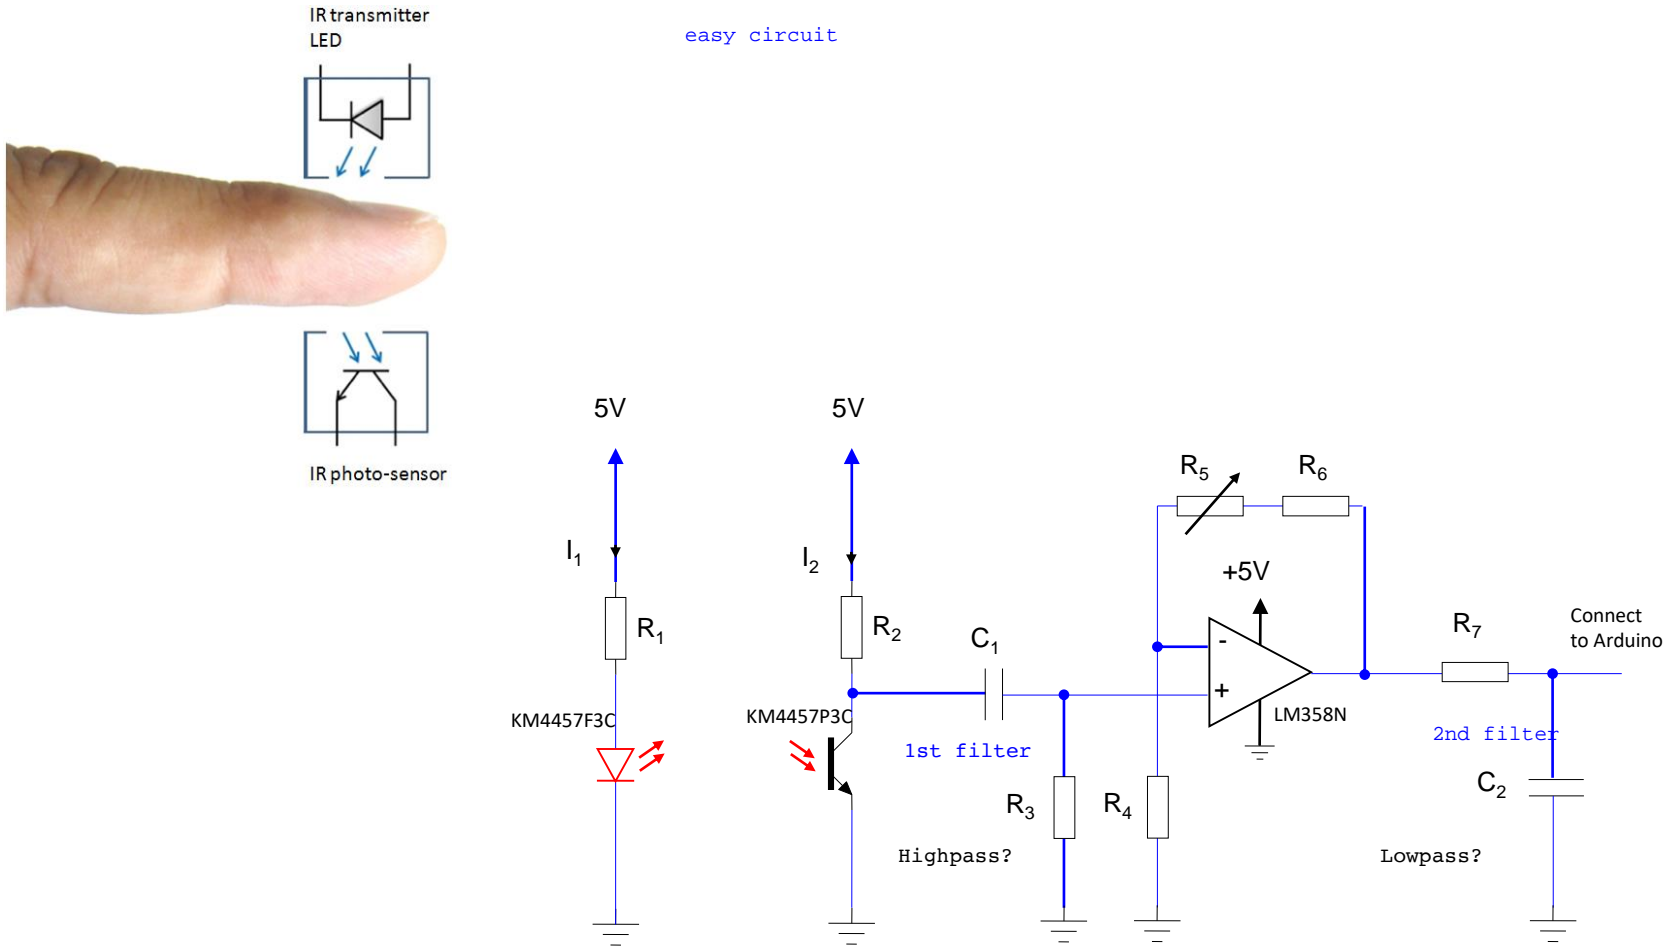 IR transmitter
LED
easy circuit
IR photo-sensor
5V
5V
I1
I2
R1
R2
C1
R5
R6
+5V
-
+
LM358N
R7
Connect
to Arduino
KM4457F3C
KM4457P3C
1st filter
2nd filter
R3
R4
C2
Highpass?
Lowpass?